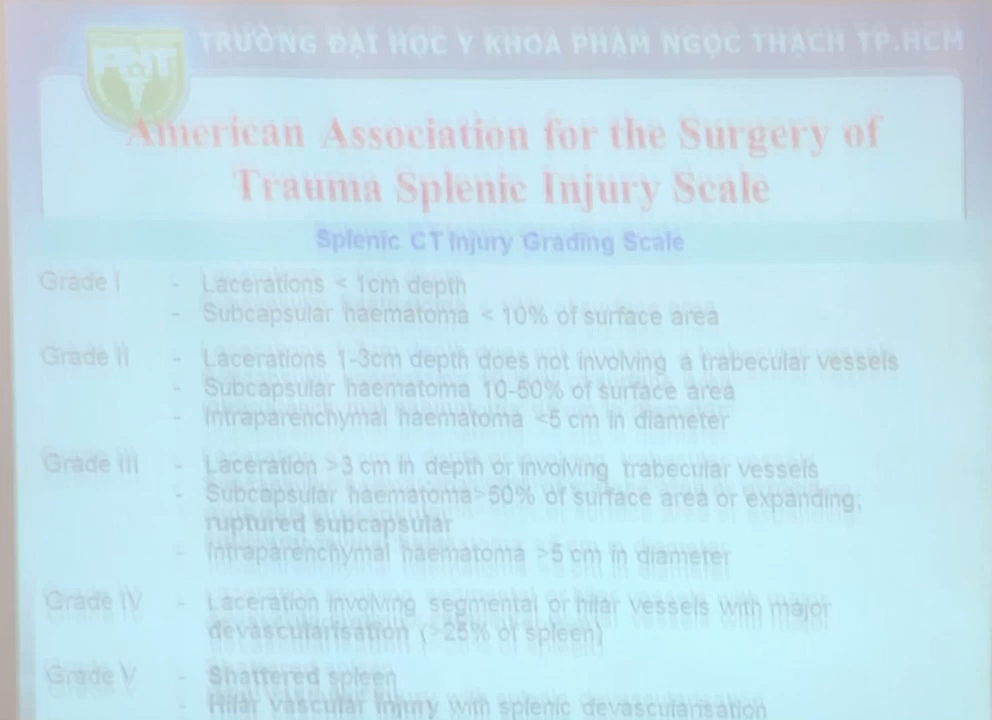 TRƯỜNG ĐẠI HỌC Y KHOA PHẠM NGỌC THẠCH TP.HCM
American Association for the Surgery of
Trauma Splenic Injury Scale
Splenic CT Injury Grading Scale
Grade I - Lacerations < 1cm depth
- Subcapsular haematoma < 10% of surface area
Grade II - Lacerations 1-3cm depth does not involving a trabecular vessels
- Subcapsular haematoma 10-50% of surface area
- Intraparenchymal haematoma <5 cm in diameter
Grade III - Laceration >3 cm in depth or involving trabecular vessels
- Subcapsular haematoma>50% of surface area or expanding;
ruptured subcapsular
- Intraparenchymal haematoma >5 cm in diameter
Grade IV - Laceration involving segmental or hilar vessels with major
devascularisation (>25% of spleen)
Grade V - Shattered spleen
- Hilar vascular injury with splenic devascularisation